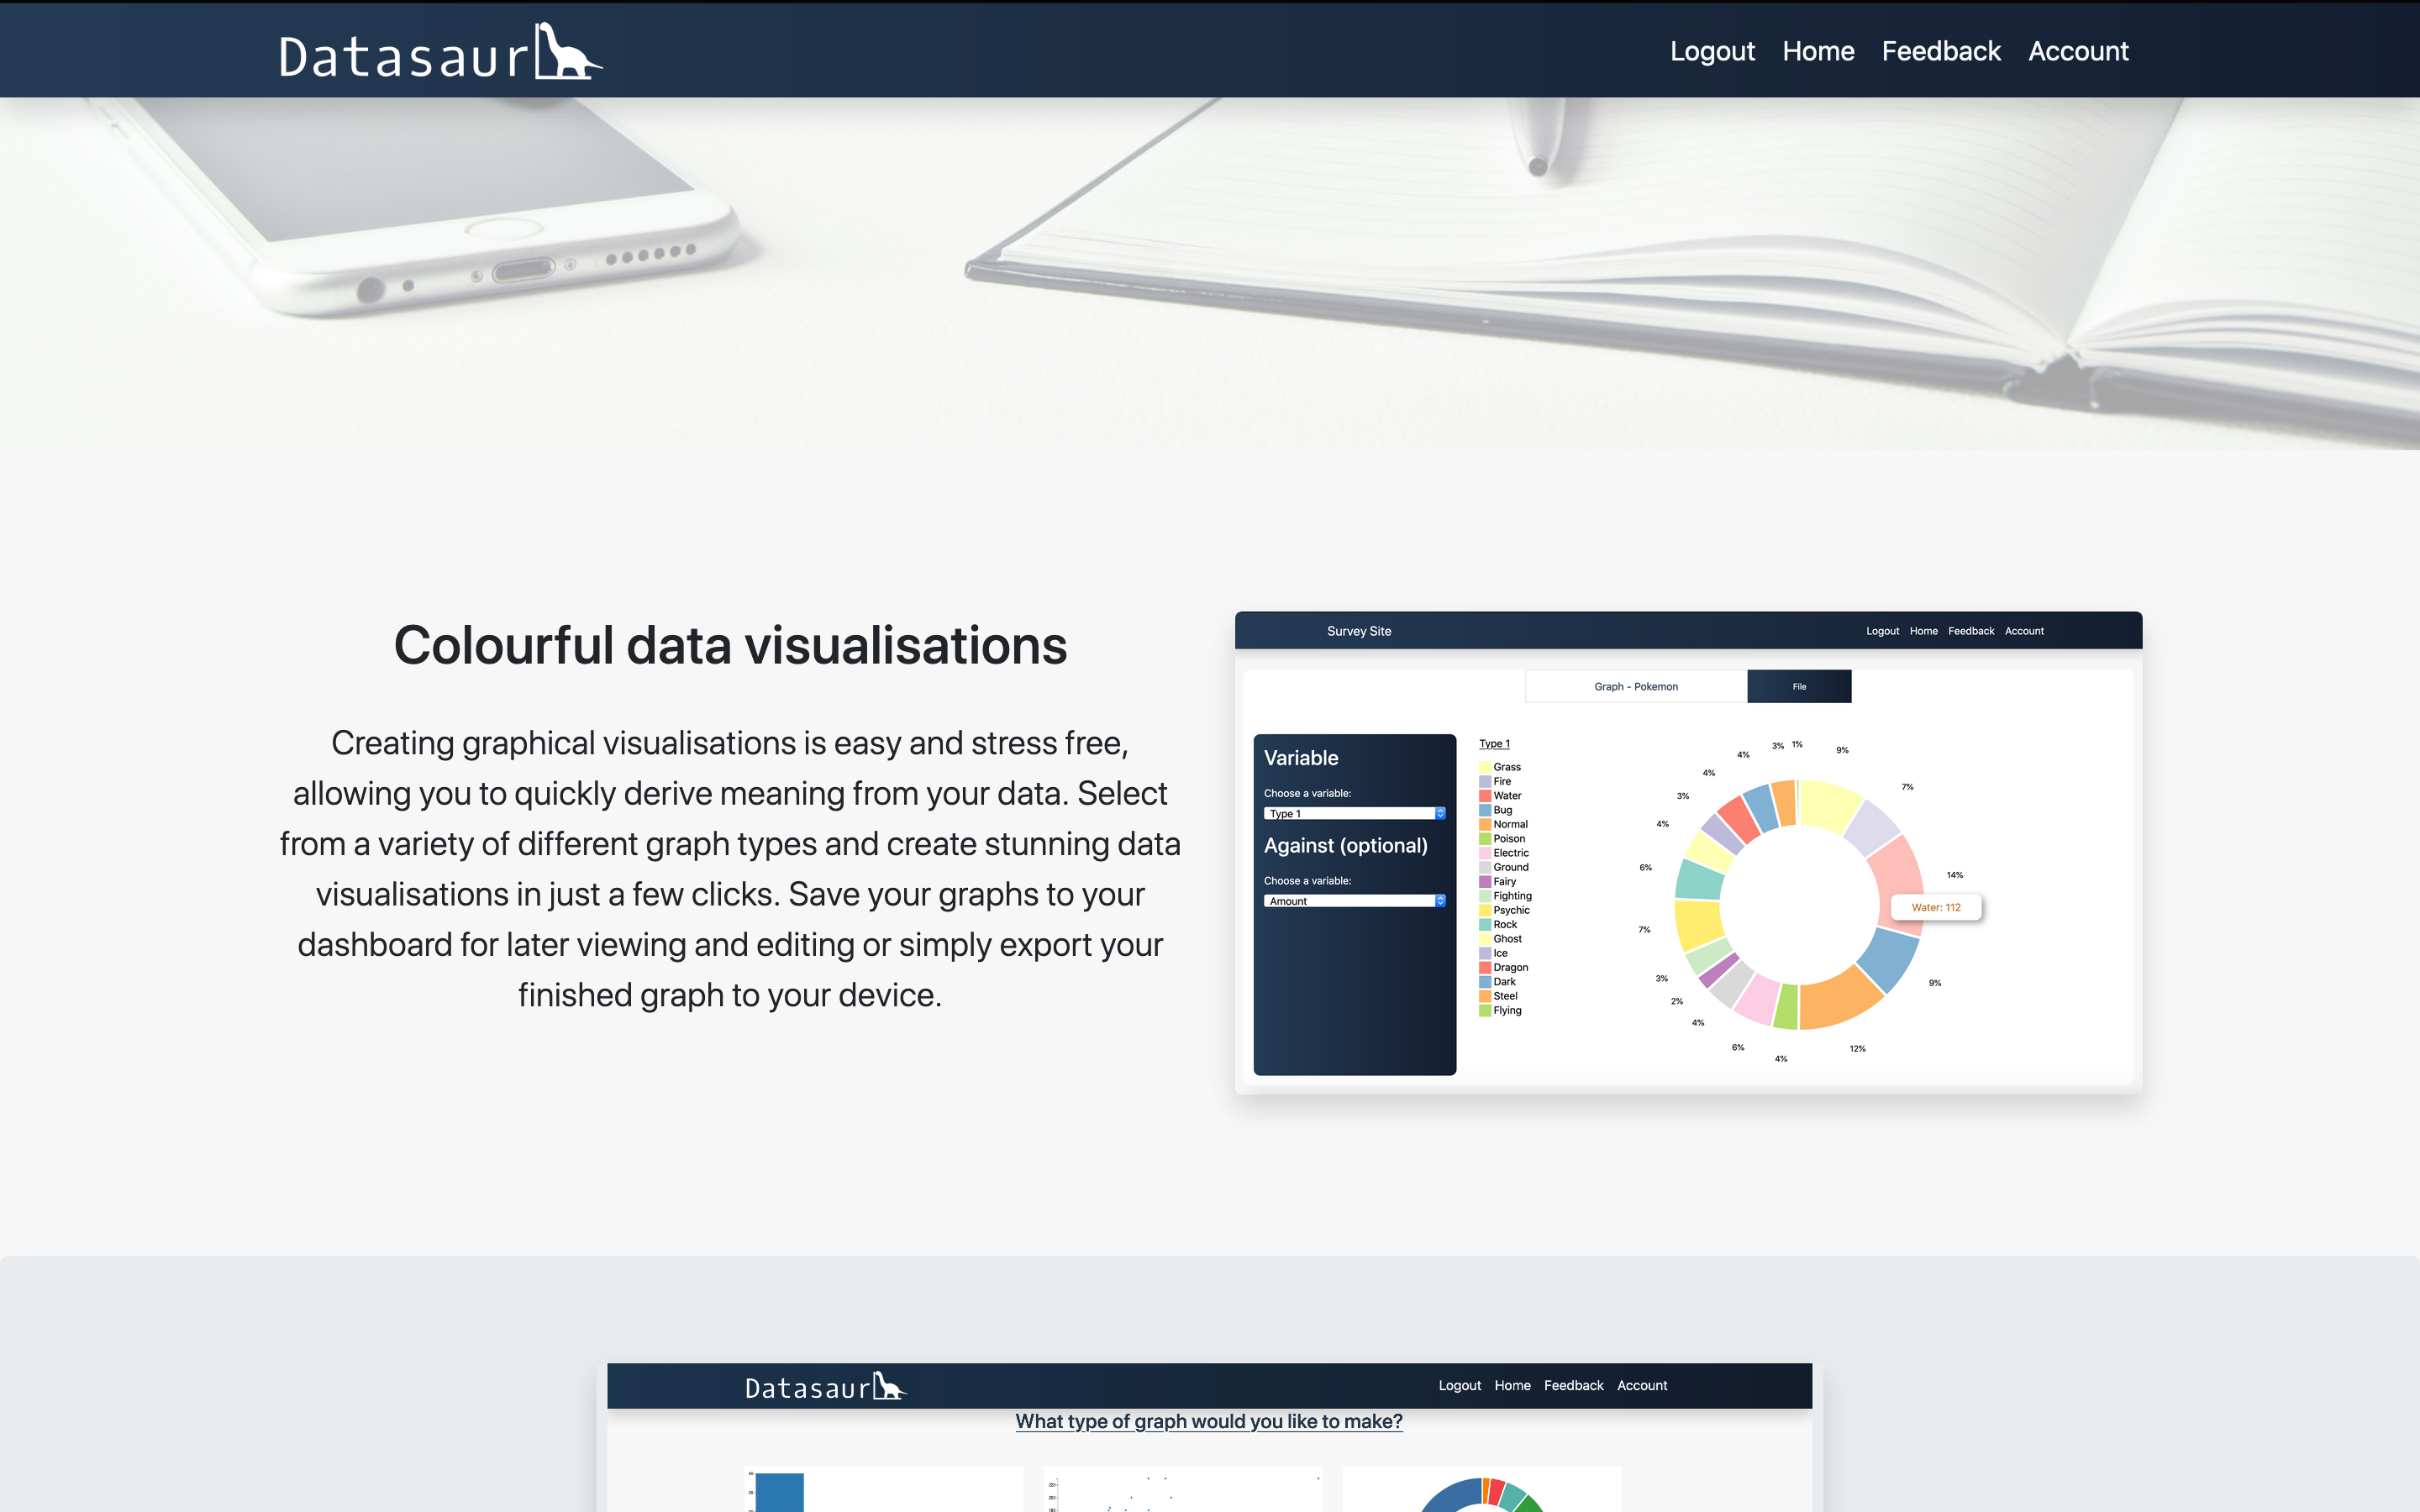 Datasaur
Logout Home Feedback Account
Colourful data visualisations
Creating graphical visualisations is easy and stress free,
allowing you to quickly derive meaning from your data. Select
from a variety of different graph types and create stunning data
visualisations in just a few clicks. Save your graphs to your
dashboard for later viewing and editing or simply export your
finished graph to your device.
Survey Site
Logout Home Feedback Account
Graph - Pokemon
File
Variable
Choose a variable:
Type 1
Against (optional)
Choose a variable:
Amount
Type 1
Grass
Fire
Water
Bug
Normal
Poison
Electric
Ground
Fairy
Fighting
Psychic
Rock
Ghost
Ice
Dragon
Dark
Steel
Flying
9%
7%
14%
Water: 112
9%
12%
4%
6%
4%
2%
3%
7%
6%
4%
3%
4%
4%
3%
1%
Datasaur
Logout Home Feedback Account
What type of graph would you like to make?